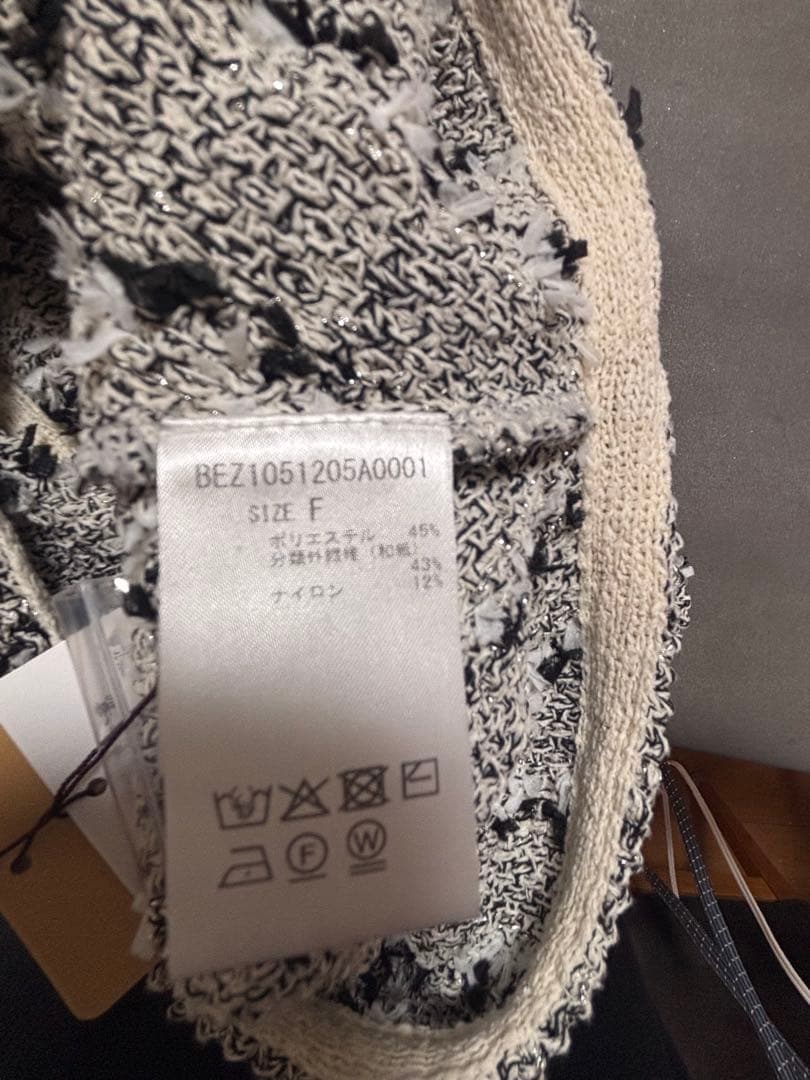 BEZ1051205A0001
SIZE F
ポリエステル 45%
分類外繊維（和紙） 43%
ナイロン 12%
F W